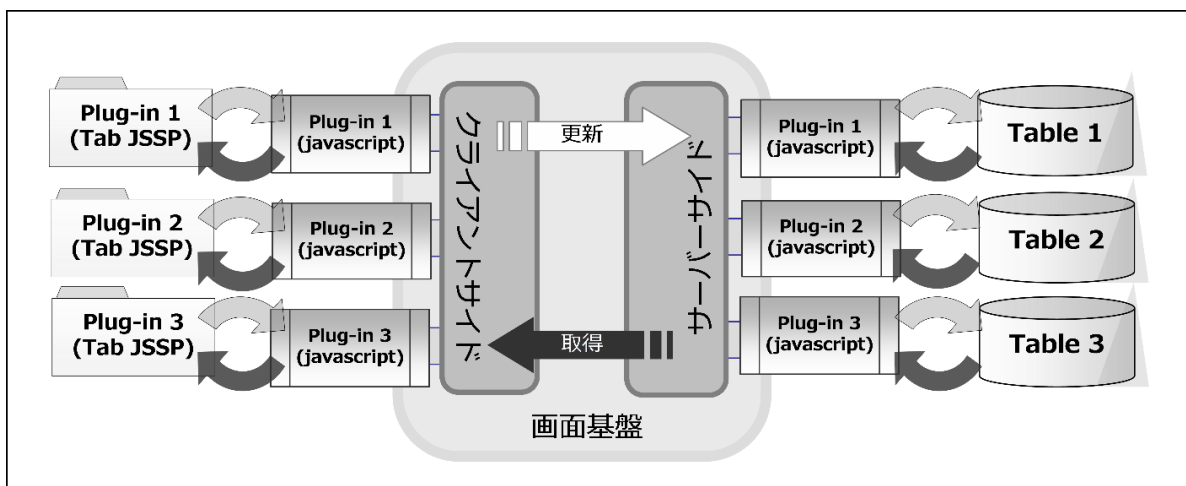 Plug-in 1
(Tab JSSP)
Plug-in 1
(javascript)
Plug-in 2
(Tab JSSP)
Plug-in 2
(javascript)
Plug-in 3
(Tab JSSP)
Plug-in 3
(javascript)
クライアントサイド
更新
取得
サーバーサイド
画面基盤
Plug-in 1
(javascript)
Table 1
Plug-in 2
(javascript)
Table 2
Plug-in 3
(javascript)
Table 3